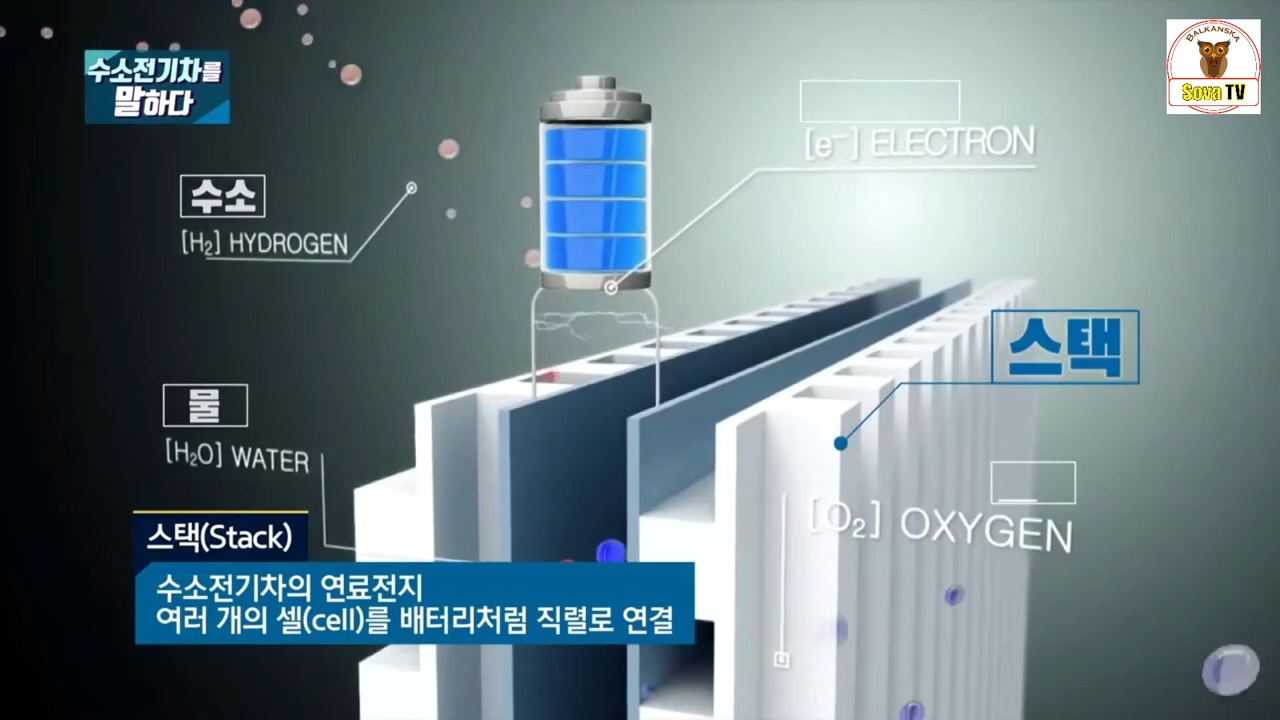 수소전기차를
말하다
BALKANSKA
Sova TV
[e⁻] ELECTRON
수소
[H₂] HYDROGEN
스택
물
[H₂O] WATER
[O₂] OXYGEN
스택(Stack)
수소전기차의 연료전지
여러 개의 셀(cell)를 배터리처럼 직렬로 연결